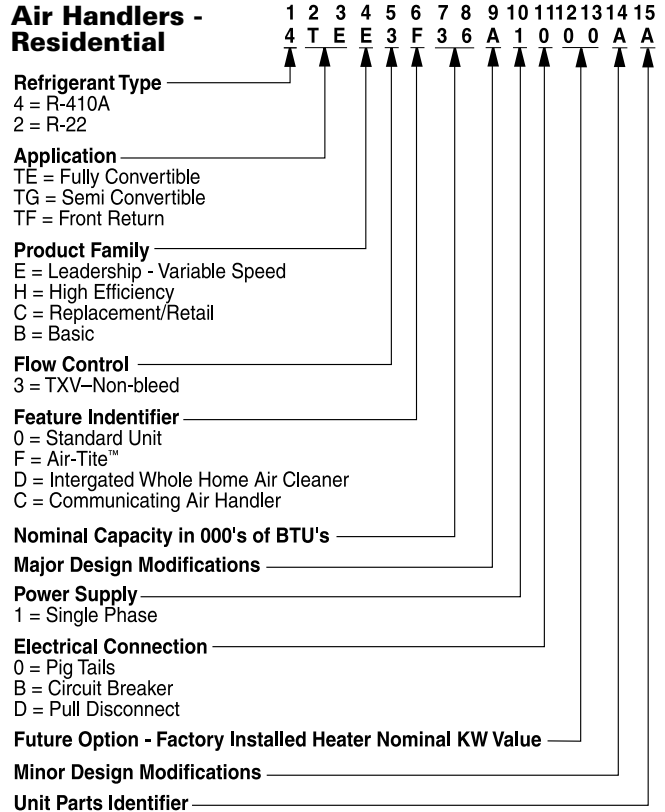 Air Handlers -
Residential
1 2 3 4 5 6 7 8 9 10 11 12 13 14 15
4 T E E 3 F 3 6 A 1 0 0 0 A A
Refrigerant Type
4 = R-410A
2 = R-22
Application
TE = Fully Convertible
TG = Semi Convertible
TF = Front Return
Product Family
E = Leadership - Variable Speed
H = High Efficiency
C = Replacement/Retail
B = Basic
Flow Control
3 = TXV–Non-bleed
Feature Indentifier
0 = Standard Unit
F = Air-Tite™
D = Intergated Whole Home Air Cleaner
C = Communicating Air Handler
Nominal Capacity in 000's of BTU's
Major Design Modifications
Power Supply
1 = Single Phase
Electrical Connection
0 = Pig Tails
B = Circuit Breaker
D = Pull Disconnect
Future Option - Factory Installed Heater Nominal KW Value
Minor Design Modifications
Unit Parts Identifier